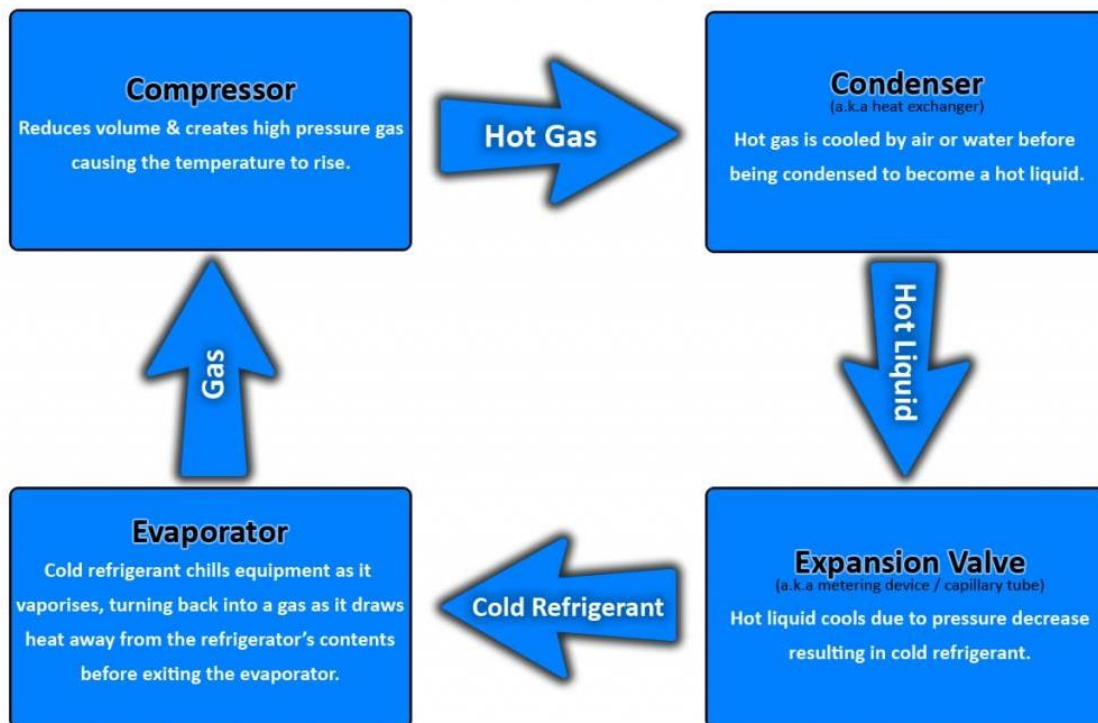 Compressor
Reduces volume & creates high pressure gas
causing the temperature to rise.
Hot Gas
Condenser
(a.k.a heat exchanger)
Hot gas is cooled by air or water before
being condensed to become a hot liquid.
Hot Liquid
Expansion Valve
(a.k.a metering device / capillary tube)
Hot liquid cools due to pressure decrease
resulting in cold refrigerant.
Cold Refrigerant
Evaporator
Cold refrigerant chills equipment as it
vaporises, turning back into a gas as it draws
heat away from the refrigerator's contents
before exiting the evaporator.
Gas